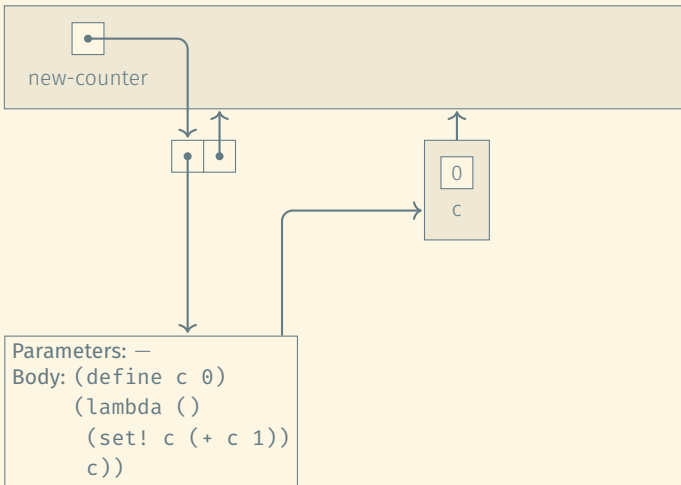 new-counter
0
c
Parameters: —
Body: (define c 0)
(lambda ()
(set! c (+ c 1))
c))